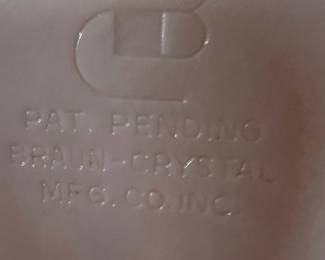 PAT. PENDING
BRAUN-CRYSTAL
MFG. CO. INC.